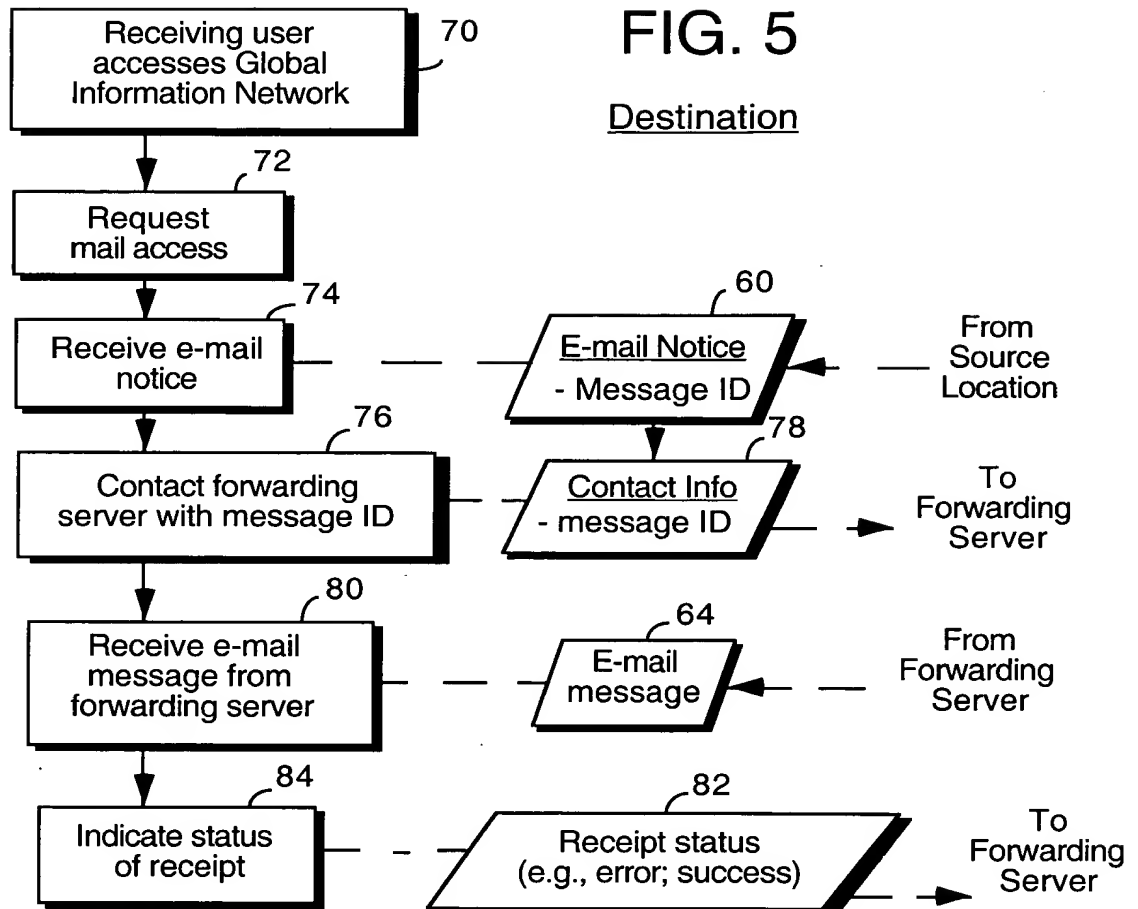 FIG. 5
Destination
Receiving user
accesses Global
Information Network
70
72
Request
mail access
74
Receive e-mail
notice
60
E-mail Notice
- Message ID
From
Source
Location
76
Contact forwarding
server with message ID
78
Contact Info
- message ID
To
Forwarding
Server
80
Receive e-mail
message from
forwarding server
64
E-mail
message
From
Forwarding
Server
84
Indicate status
of receipt
82
Receipt status
(e.g., error; success)
To
Forwarding
Server